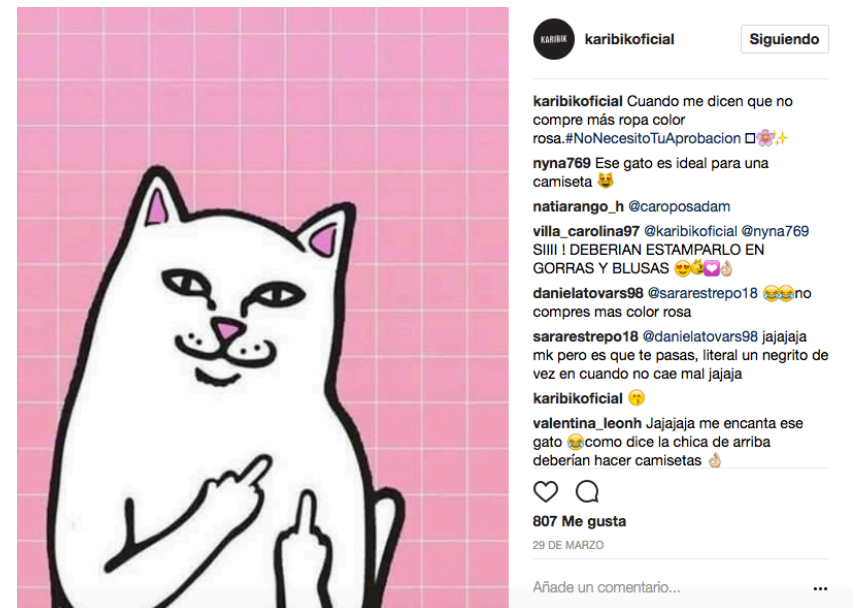 KARIBIK
karibikoficial
Siguiendo
karibikoficial Cuando me dicen que no
compre más ropa color
rosa.#NoNecesitoTuAprobacion 🌸✨
nyna769 Ese gato es ideal para una
camiseta 😻
natiarango_h @caroposadam
villa_carolina97 @karibikoficial @nyna769
SIIII ! DEBERIAN ESTAMPARLO EN
GORRAS Y BLUSAS
danielatovars98 @sararestrepo18 😂😂no
compres mas color rosa
sararestrepo18 @danielatovars98 jajajaja
mk pero es que te pasas, literal un negrito de
vez en cuando no cae mal jajaja
karibikoficial 😙
valentina_leonh Jajajaja me encanta ese
gato 😂como dice la chica de arriba
deberían hacer camisetas 👌🏼
807 Me gusta
29 DE MARZO
Añade un comentario...